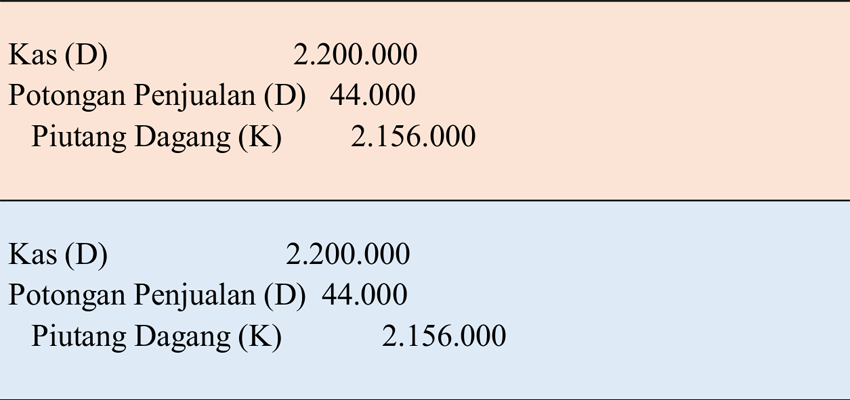 Kas (D) 2.200.000
Potongan Penjualan (D) 44.000
Piutang Dagang (K) 2.156.000
Kas (D) 2.200.000
Potongan Penjualan (D) 44.000
Piutang Dagang (K) 2.156.000